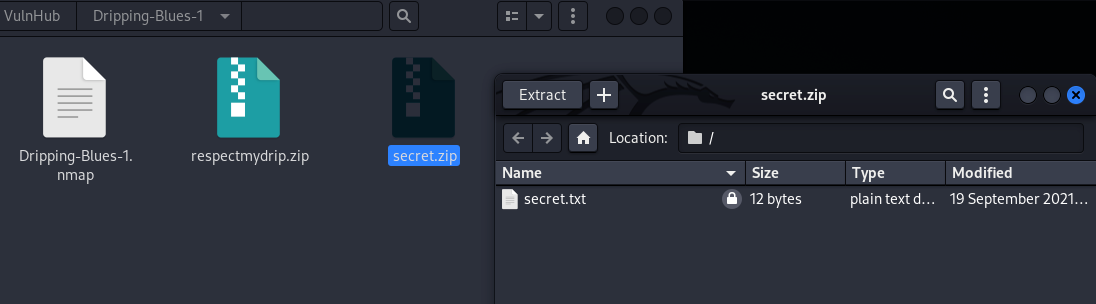 VulnHub Dripping-Blues-1
Dripping-Blues-1.
nmap
respectmydrip.zip
secret.zip
Extract secret.zip
Location: /
Name Size Type Modified
secret.txt 12 bytes plain text d… 19 September 2021…